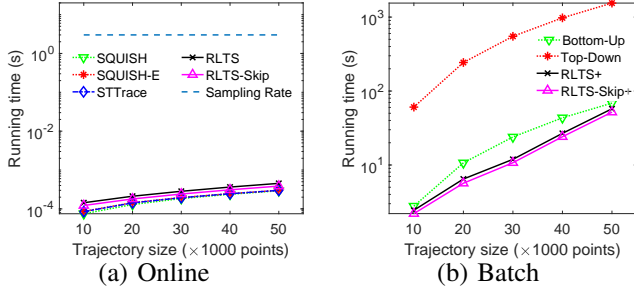 Running time (s)
10^0
10^-2
10^-4
SQUISH
SQUISH-E
STTrace
RLTS
RLTS-Skip
Sampling Rate
10 20 30 40 50
Trajectory size (×1000 points)
(a) Online
Running time (s)
10^3
10^2
10^1
Bottom-Up
Top-Down
RLTS+
RLTS-Skip+
10 20 30 40 50
Trajectory size (×1000 points)
(b) Batch